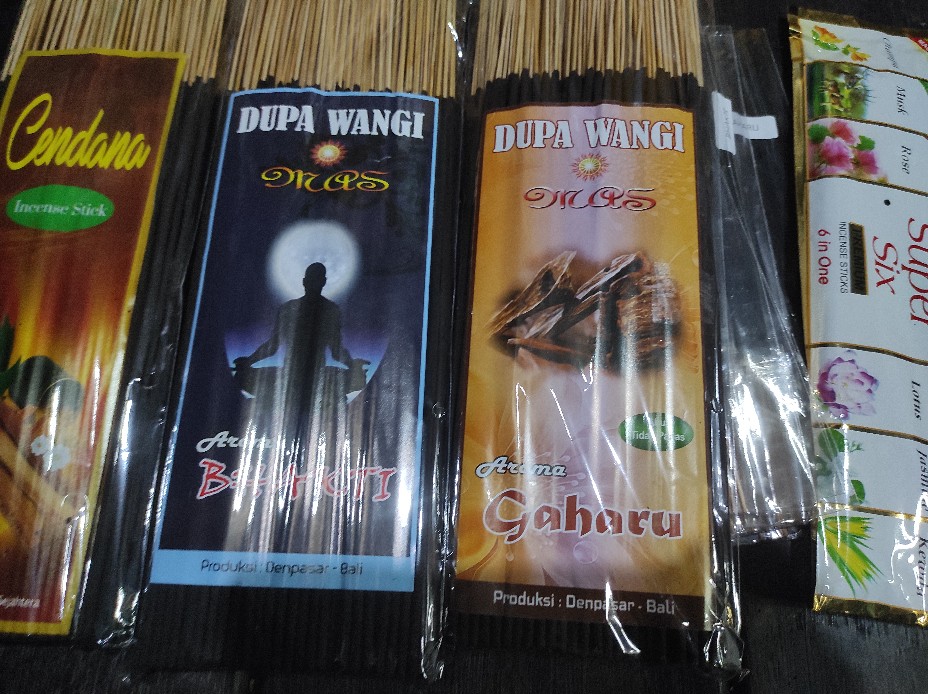 Cendana
Incense Stick
DUPA WANGI
MAS
Aroma
Produksi : Denpasar - Bali
DUPA WANGI
MAS
Aroma
Gaharu
Produksi : Denpasar - Bali
Musk
Rose
super
Six
INCENSE STICKS
6 in One
Lotus